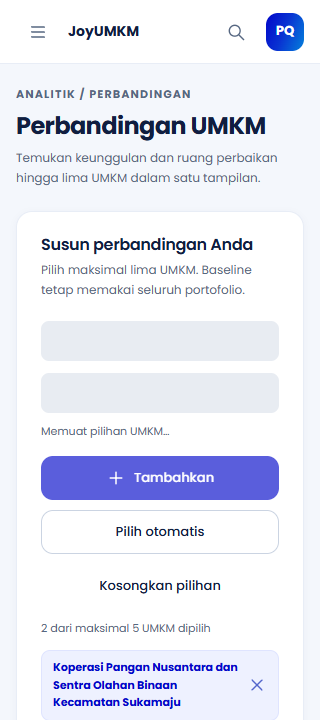 JoyUMKM
PQ
ANALITIK / PERBANDINGAN
Perbandingan UMKM
Temukan keunggulan dan ruang perbaikan
hingga lima UMKM dalam satu tampilan.
Susun perbandingan Anda
Pilih maksimal lima UMKM. Baseline
tetap memakai seluruh portofolio.
Memuat pilihan UMKM...
Tambahkan
Pilih otomatis
Kosongkan pilihan
2 dari maksimal 5 UMKM dipilih
Koperasi Pangan Nusantara dan
Sentra Olahan Binaan
Kecamatan Sukamaju